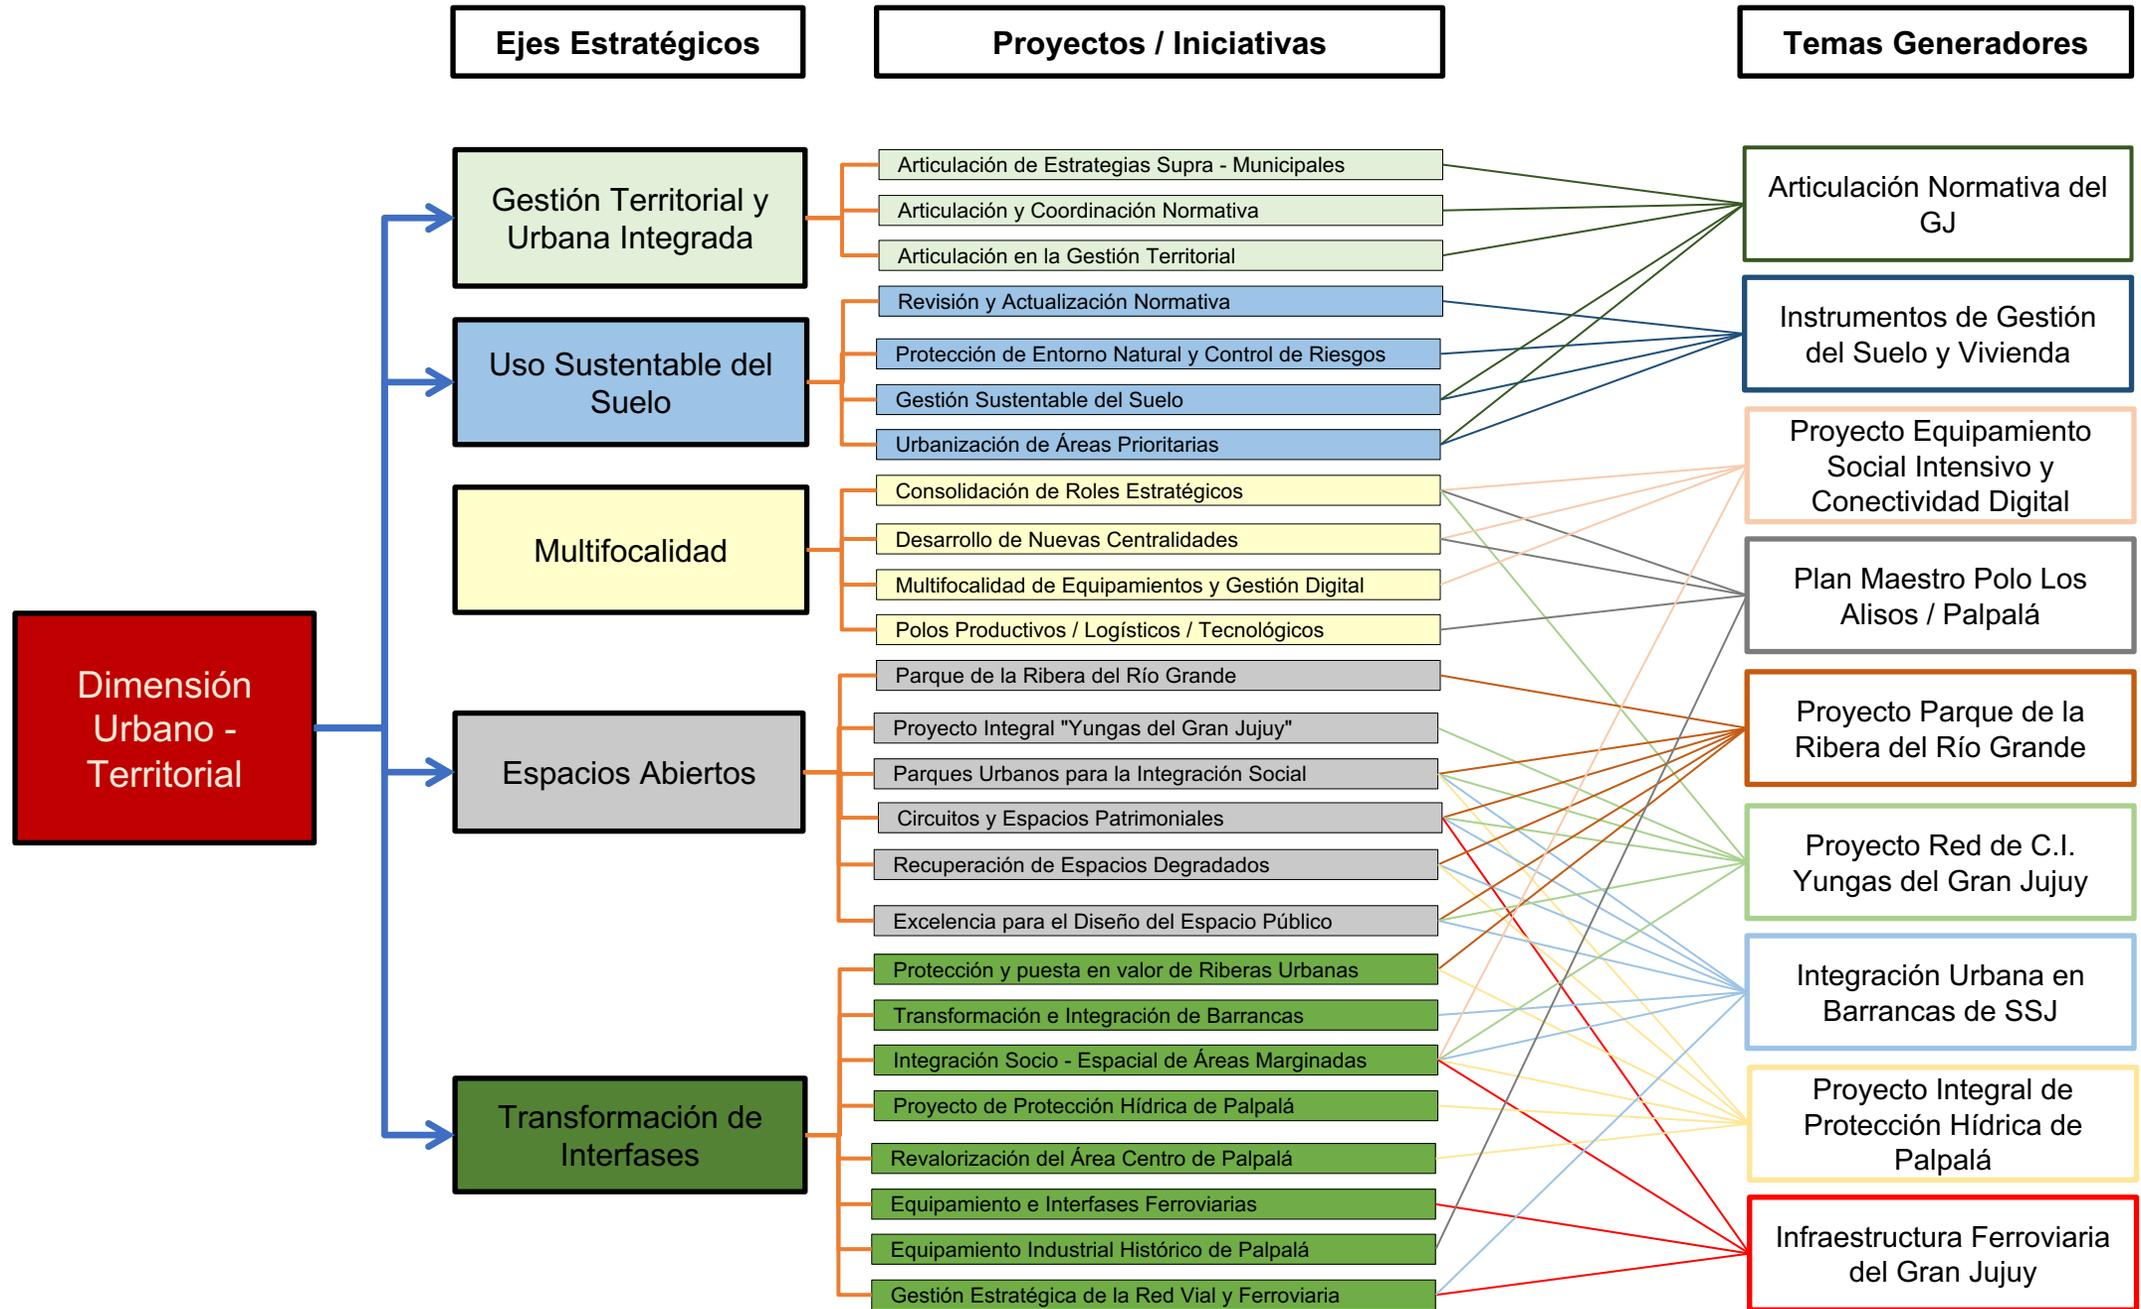 Ejes Estratégicos
Proyectos / Iniciativas
Temas Generadores
Dimensión
Urbano -
Territorial
Gestión Territorial y
Urbana Integrada
Uso Sustentable del
Suelo
Multifocalidad
Espacios Abiertos
Transformación de
Interfases
Articulación de Estrategias Supra - Municipales
Articulación y Coordinación Normativa
Articulación en la Gestión Territorial
Revisión y Actualización Normativa
Protección de Entorno Natural y Control de Riesgos
Gestión Sustentable del Suelo
Urbanización de Áreas Prioritarias
Consolidación de Roles Estratégicos
Desarrollo de Nuevas Centralidades
Multifocalidad de Equipamientos y Gestión Digital
Polos Productivos / Logísticos / Tecnológicos
Parque de la Ribera del Río Grande
Proyecto Integral "Yungas del Gran Jujuy"
Parques Urbanos para la Integración Social
Circuitos y Espacios Patrimoniales
Recuperación de Espacios Degradados
Excelencia para el Diseño del Espacio Público
Protección y puesta en valor de Riberas Urbanas
Transformación e Integración de Barrancas
Integración Socio - Espacial de Áreas Marginadas
Proyecto de Protección Hídrica de Palpalá
Revalorización del Área Centro de Palpalá
Equipamiento e Interfases Ferroviarias
Equipamiento Industrial Histórico de Palpalá
Gestión Estratégica de la Red Vial y Ferroviaria
Articulación Normativa del
GJ
Instrumentos de Gestión
del Suelo y Vivienda
Proyecto Equipamiento
Social Intensivo y
Conectividad Digital
Plan Maestro Polo Los
Alisos / Palpalá
Proyecto Parque de la
Ribera del Río Grande
Proyecto Red de C.I.
Yungas del Gran Jujuy
Integración Urbana en
Barrancas de SSJ
Proyecto Integral de
Protección Hídrica de
Palpalá
Infraestructura Ferroviaria
del Gran Jujuy